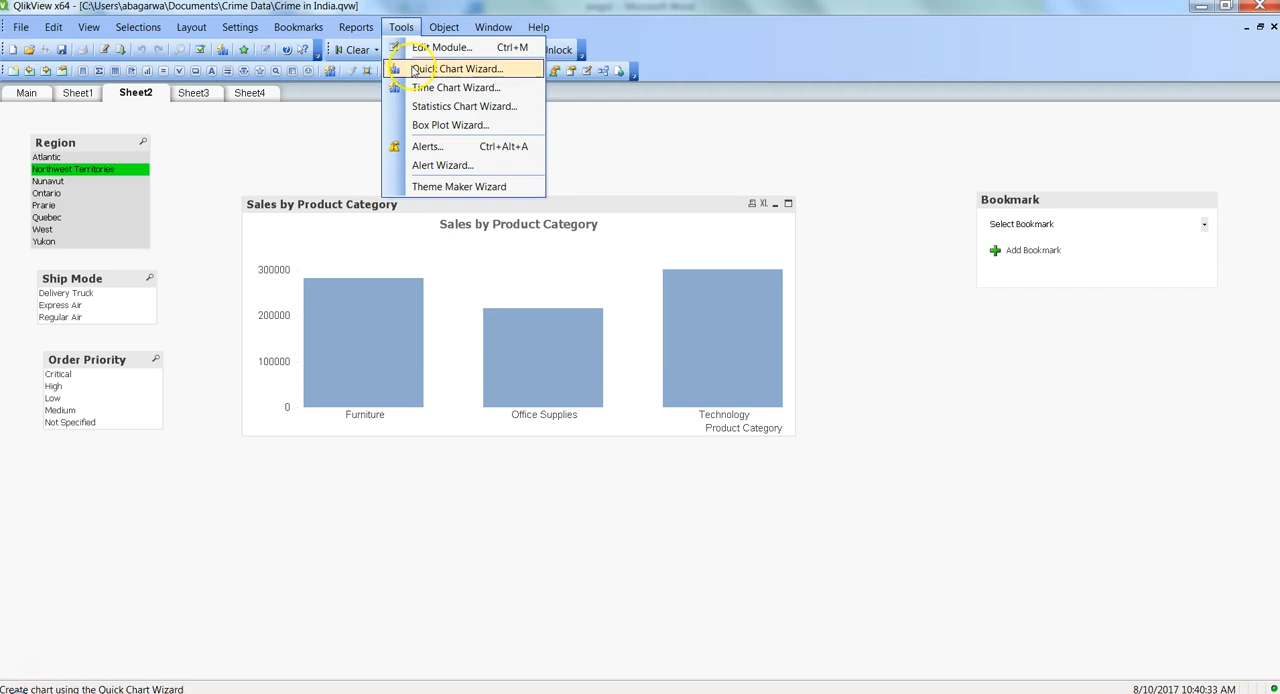 QlikView x64 - [C:\Users\abagarwa\Documents\Crime Data\Crime in India.qvw]
File Edit View Selections Layout Settings Bookmarks Reports Tools Object Window Help
Clear
Unlock
Edit Module... Ctrl+M
Quick Chart Wizard...
Time Chart Wizard...
Statistics Chart Wizard...
Box Plot Wizard...
Alerts... Ctrl+Alt+A
Alert Wizard...
Theme Maker Wizard
Main Sheet1 Sheet2 Sheet3 Sheet4
Region
Atlantic
Northwest Territories
Nunavut
Ontario
Prarie
Quebec
West
Yukon
Ship Mode
Delivery Truck
Express Air
Regular Air
Order Priority
Critical
High
Low
Medium
Not Specified
Sales by Product Category
XL
Sales by Product Category
300000
200000
100000
0
Furniture Office Supplies Technology
Product Category
Bookmark
Select Bookmark
Add Bookmark
Create chart using the Quick Chart Wizard 8/10/2017 10:40:33 AM